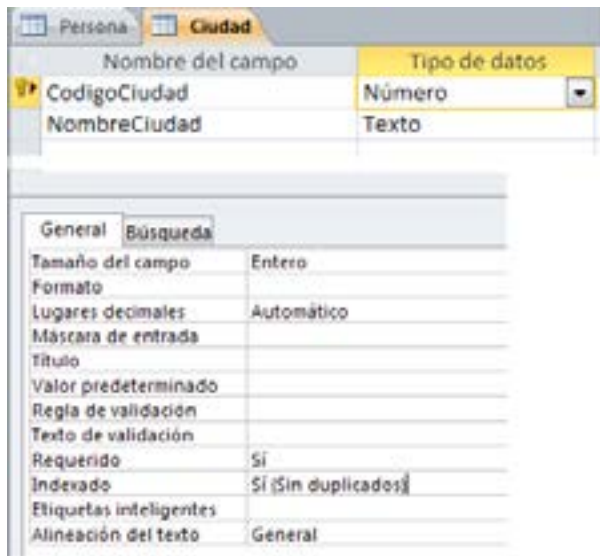 Persona Ciudad
Nombre del campo Tipo de datos
CodigoCiudad Número
NombreCiudad Texto
General Búsqueda
Tamaño del campo Entero
Formato
Lugares decimales Automático
Máscara de entrada
Título
Valor predeterminado
Regla de validación
Texto de validación
Requerido Sí
Indexado Sí (Sin duplicados)
Etiquetas inteligentes
Alineación del texto General